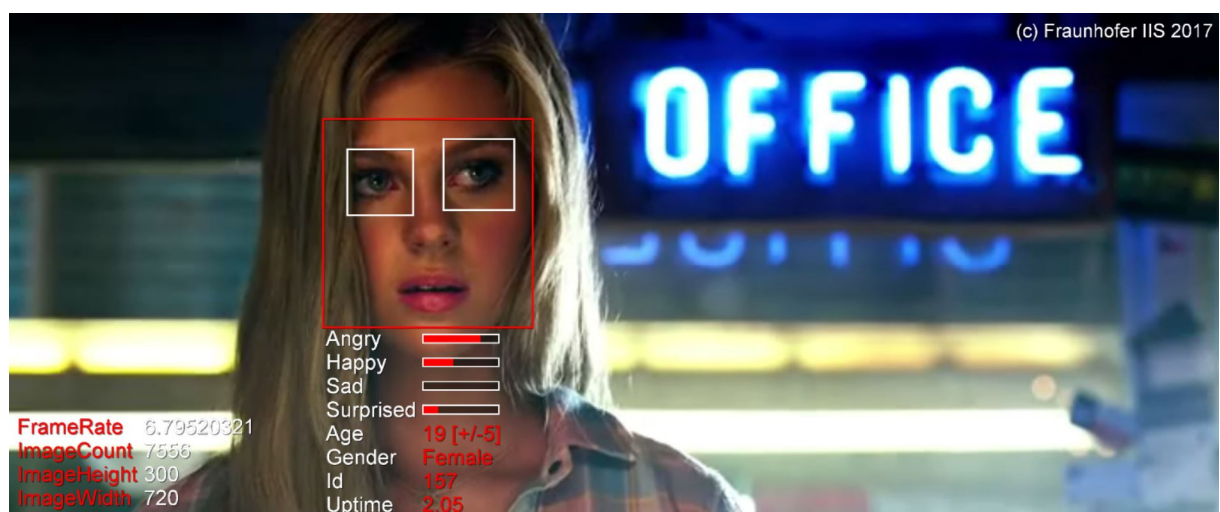 (c) Fraunhofer IIS 2017
OFFICE
Angry
Happy
Sad
Surprised
Age 19 [+/-5]
Gender Female
Id 157
Uptime 2.05
FrameRate 6.79520321
ImageCount 7556
ImageHeight 300
ImageWidth 720